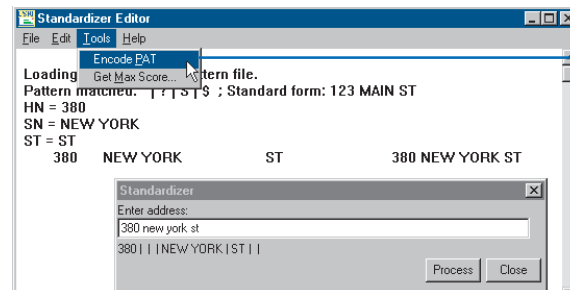 Standardizer Editor
File Edit Tools Help
Encode PAT
Get Max Score...
Loading tern file.
Pattern matched: | ? | S | $ ; Standard form: 123 MAIN ST
HN = 380
SN = NEW YORK
ST = ST
380 NEW YORK ST 380 NEW YORK ST
Standardizer
Enter address:
380 new york st
380 | | | NEW YORK | ST | |
Process Close